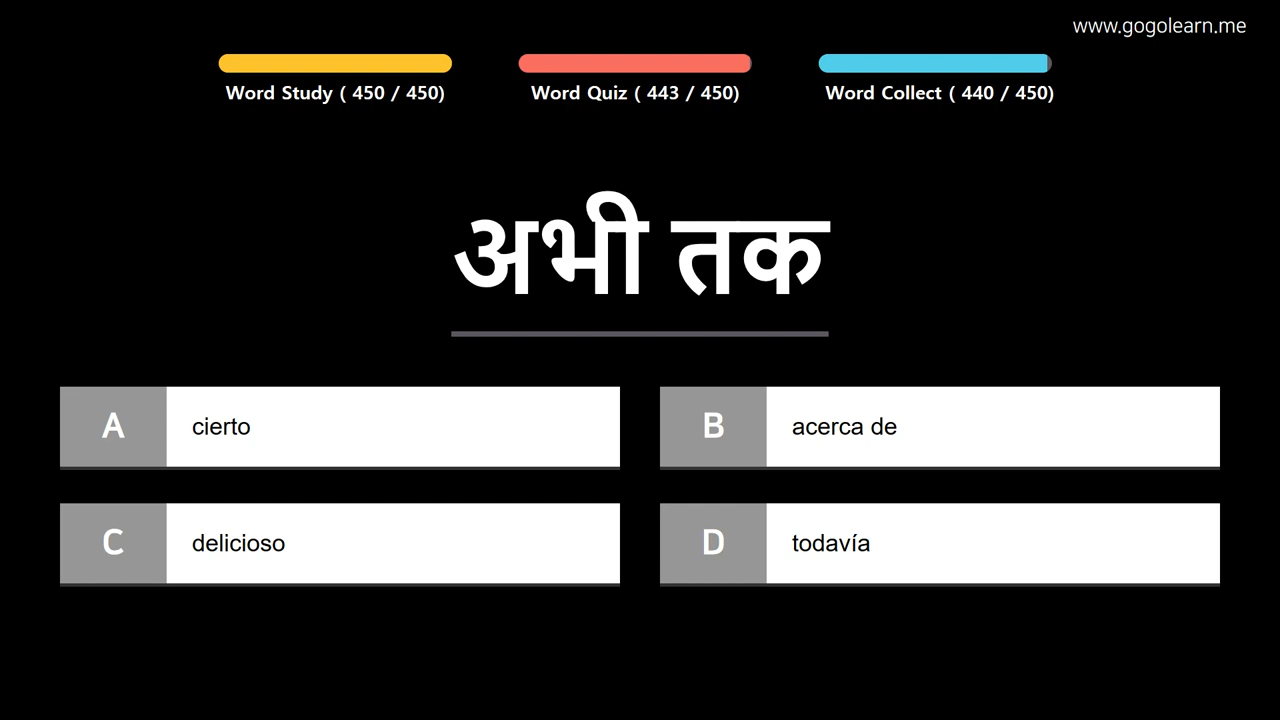 www.gogolearn.me
Word Study ( 450 / 450)
Word Quiz ( 443 / 450)
Word Collect ( 440 / 450)
अभी तक
A cierto
B acerca de
C delicioso
D todavía